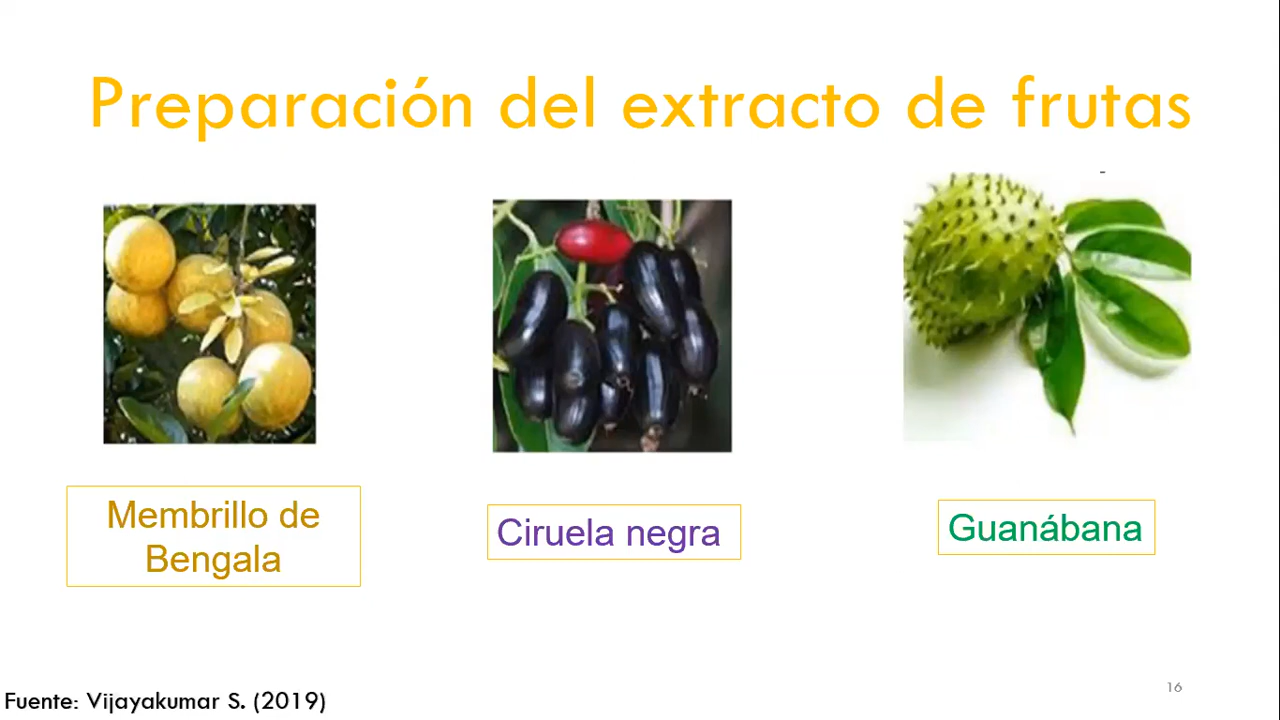 Preparación del extracto de frutas
Membrillo de
Bengala
Ciruela negra
Guanábana
Fuente: Vijayakumar S. (2019)
16